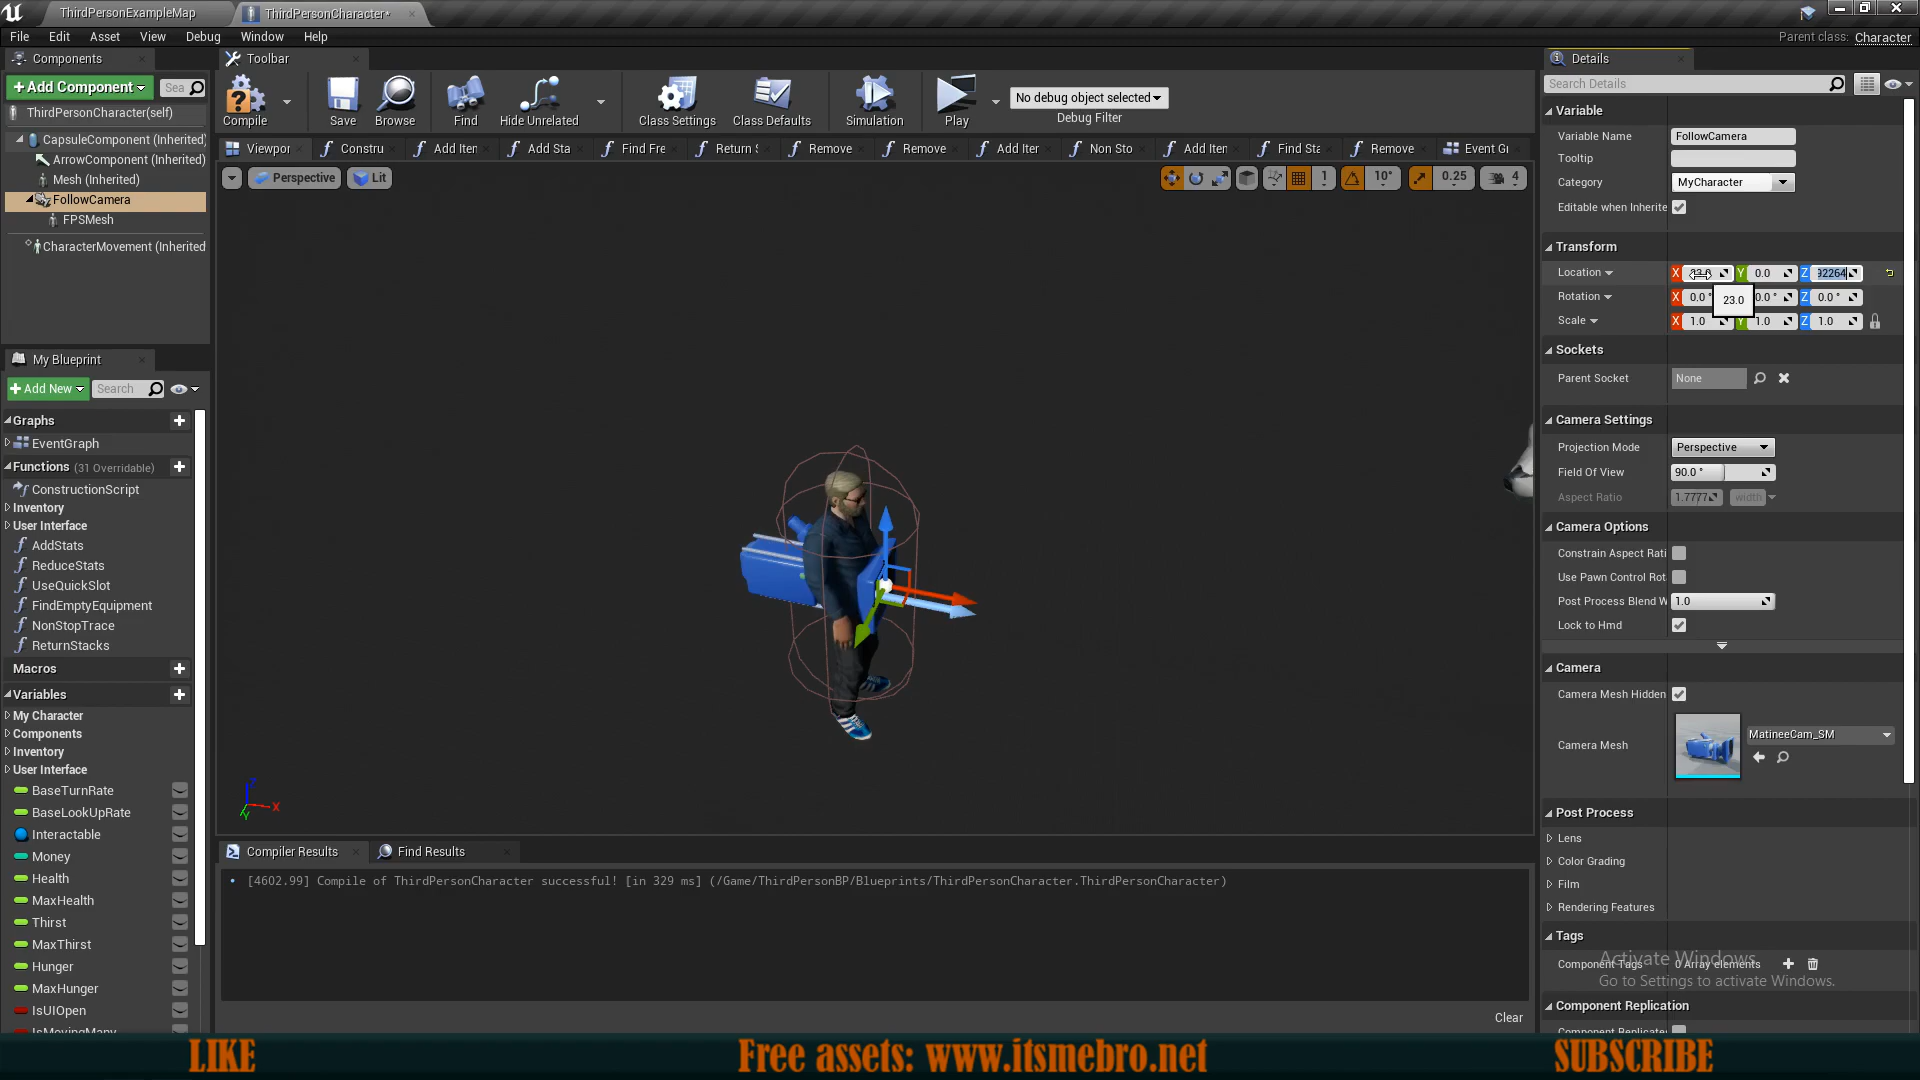 ThirdPersonExampleMap
ThirdPersonCharacter*
File Edit Asset View Debug Window Help
Parent class: Character
Components
Toolbar
Details
+Add Component
Sea
Search Details
ThirdPersonCharacter(self)
Compile
Save
Browse
Find
Hide Unrelated
Class Settings
Class Defaults
Simulation
Play
No debug object selected
Debug Filter
CapsuleComponent (Inherited)
ArrowComponent (Inherited)
Mesh (Inherited)
FollowCamera
FPSMesh
CharacterMovement (Inherited
Viewpor
Constru
Add Iten
Add Sta
Find Fre
Return S
Remove
Remove
Add Iter
Non Sto
Add Iten
Find Sta
Remove
Event Gr
Perspective
Lit
1
10°
0.25
4
Variable
Variable Name FollowCamera
Tooltip
Category MyCharacter
Editable when Inherite
Transform
Location X Y 0.0 Z 92264
Rotation X 0.0 ° 0.0 ° Z 0.0 °
23.0
Scale X 1.0 Y 1.0 Z 1.0
Sockets
Parent Socket None
Camera Settings
Projection Mode Perspective
Field Of View 90.0 °
Aspect Ratio 1.7777 width
Camera Options
Constrain Aspect Rati
Use Pawn Control Rot
Post Process Blend W 1.0
Lock to Hmd
Camera
Camera Mesh Hidden
Camera Mesh
MatineeCam_SM
Post Process
Lens
Color Grading
Film
Rendering Features
Tags
Component Tags 0 Array elements
Activate Windows
Go to Settings to activate Windows.
Component Replication
Component Replicate
My Blueprint
+Add New
Search
Graphs
EventGraph
Functions (31 Overridable)
ConstructionScript
Inventory
User Interface
AddStats
ReduceStats
UseQuickSlot
FindEmptyEquipment
NonStopTrace
ReturnStacks
Macros
Variables
My Character
Components
Inventory
User Interface
BaseTurnRate
BaseLookUpRate
Interactable
Money
Health
MaxHealth
Thirst
MaxThirst
Hunger
MaxHunger
IsUIOpen
IsMovingMany
Z
X
Y
Compiler Results
Find Results
[4602.99] Compile of ThirdPersonCharacter successful! [in 329 ms] (/Game/ThirdPersonBP/Blueprints/ThirdPersonCharacter.ThirdPersonCharacter)
Clear
LIKE
Free assets: www.itsmebro.net
SUBSCRIBE